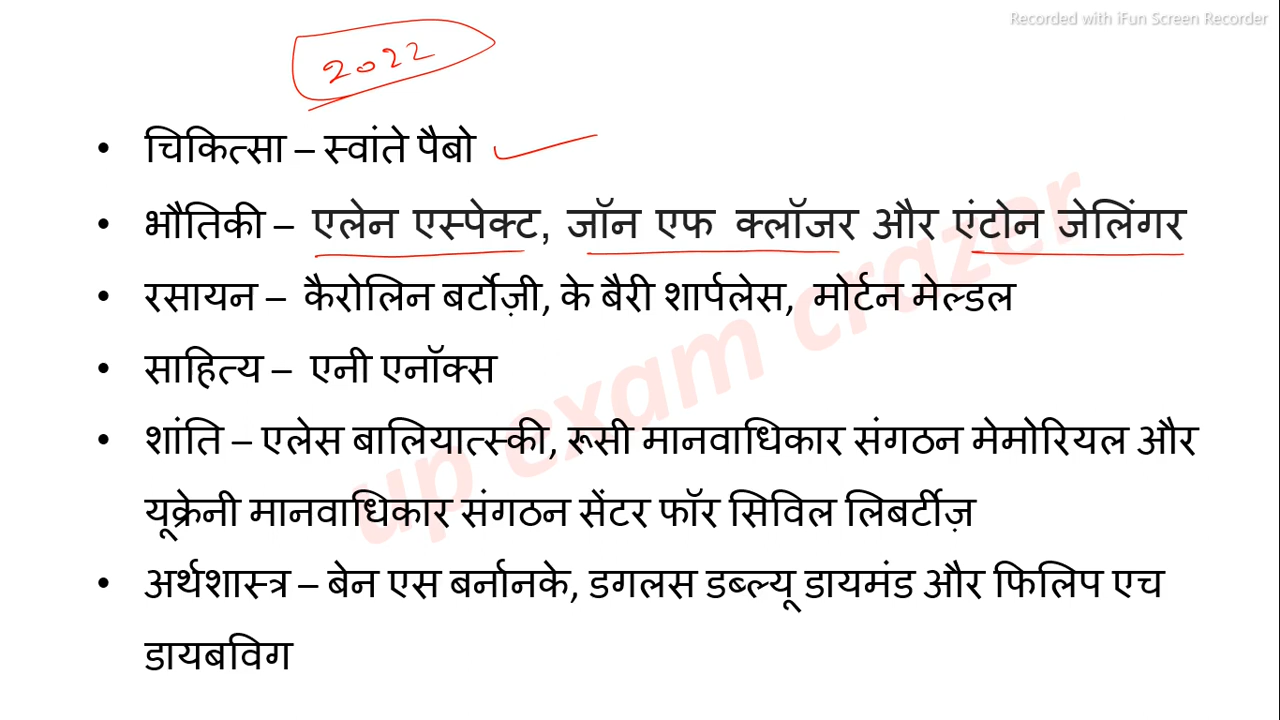 Recorded with iFun Screen Recorder
2022
• चिकित्सा – स्वांते पैबो
• भौतिकी – एलेन एस्पेक्ट, जॉन एफ क्लॉजर और एंटोन जेलिंगर
• रसायन – कैरोलिन बर्टोज़ी, के बैरी शार्पलेस, मोर्टन मेल्डल
• साहित्य – एनी एनॉक्स
• शांति – एलेस बालियात्स्की, रूसी मानवाधिकार संगठन मेमोरियल और
यूक्रेनी मानवाधिकार संगठन सेंटर फॉर सिविल लिबर्टीज़
• अर्थशास्त्र – बेन एस बर्नानके, डगलस डब्ल्यू डायमंड और फिलिप एच
डायबविग
up exam crazer